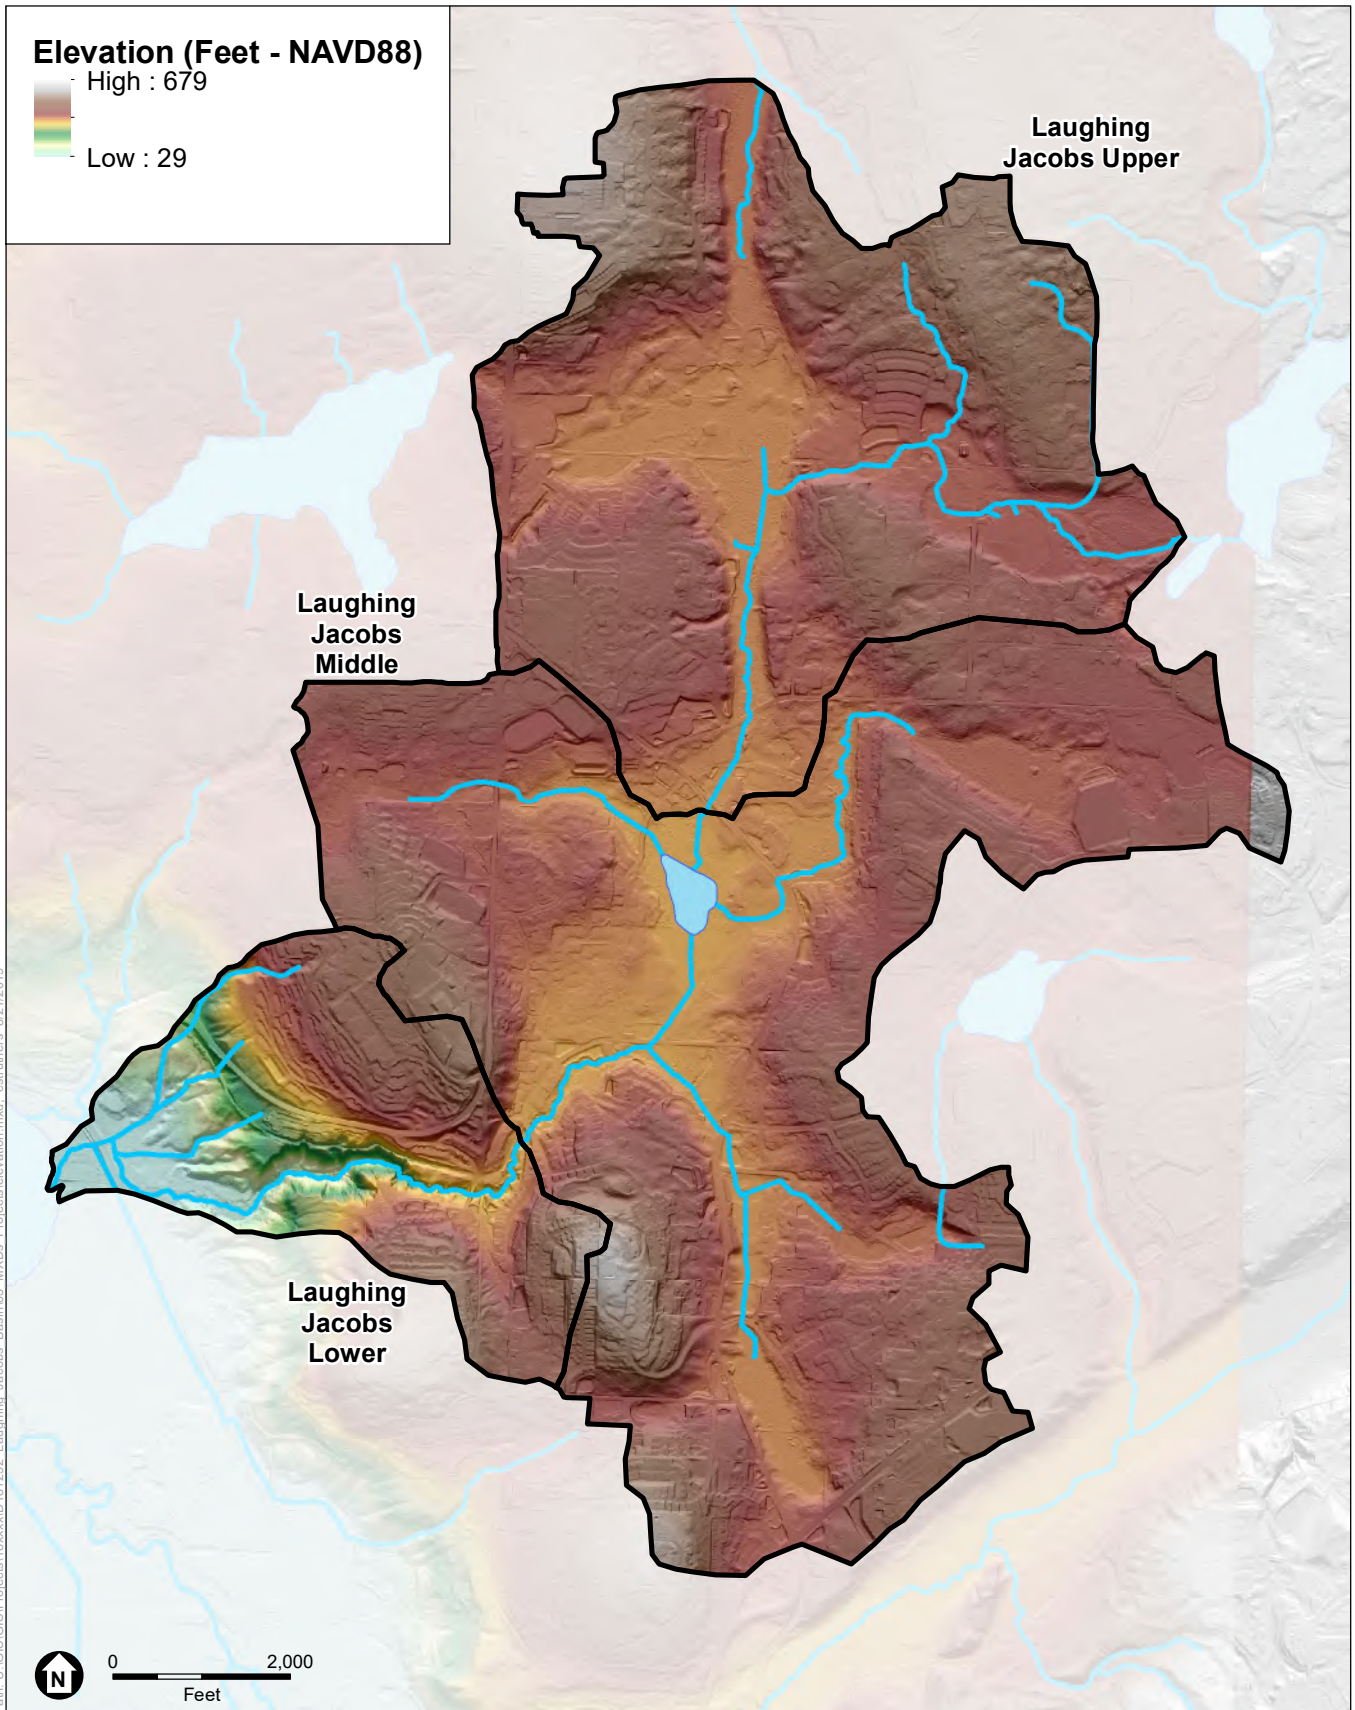 Elevation (Feet - NAVD88)
High : 679
Low : 29
Laughing
Jacobs Upper
Laughing
Jacobs
Middle
Laughing
Jacobs
Lower
N
0 2,000
Feet